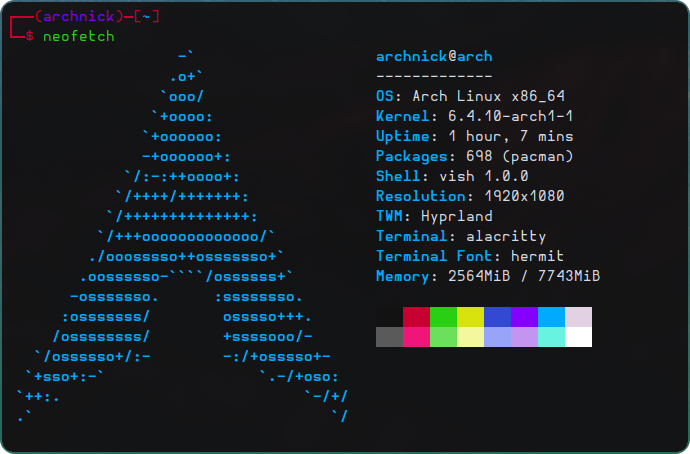 ┌──(archnick)─[~]
└─$ neofetch
                  -`
                 .o+`
                `ooo/
               `+oooo:
              `+oooooo:
              -+oooooo+:
            `/:-:++oooo+:
           `/++++/+++++++:
          `/++++++++++++++:
         `/+++ooooooooooooo/`
        ./ooosssso++osssssso+`
       .oossssso-````/ossssss+`
      -osssssso.      :ssssssso.
     :osssssss/        osssso+++.
    /ossssssss/        +ssssooo/-
  `/ossssso+/:-        -:/+osssso+-
 `+sso+:-`                 `.-/+oso:
`++:.                           `-/+/
.`                                 `/
archnick@arch
-------------
OS: Arch Linux x86_64
Kernel: 6.4.10-arch1-1
Uptime: 1 hour, 7 mins
Packages: 698 (pacman)
Shell: vish 1.0.0
Resolution: 1920x1080
TWM: Hyprland
Terminal: alacritty
Terminal Font: hermit
Memory: 2564MiB / 7743MiB